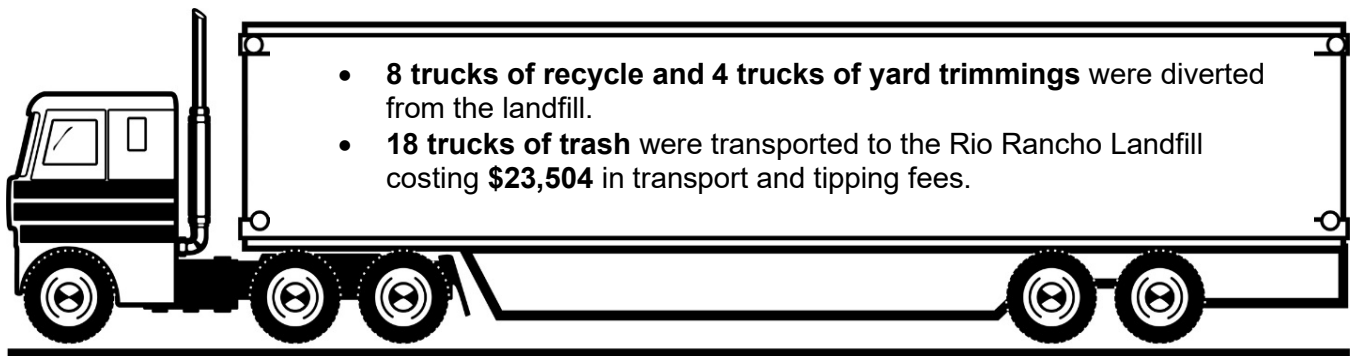 • 8 trucks of recycle and 4 trucks of yard trimmings were diverted
from the landfill.
• 18 trucks of trash were transported to the Rio Rancho Landfill
costing $23,504 in transport and tipping fees.